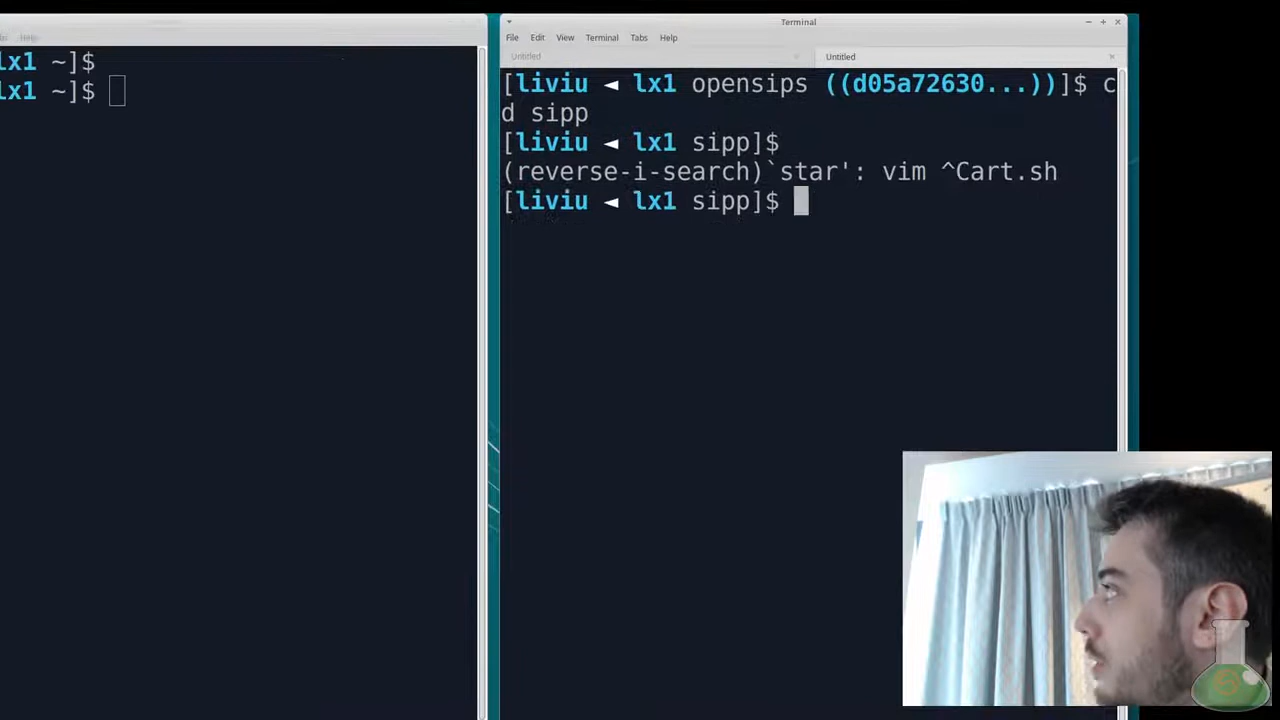 Help
lx1 ~]$
lx1 ~]$
Terminal
File Edit View Terminal Tabs Help
Untitled
Untitled
[liviu ◄ lx1 opensips ((d05a72630...))]$ c
d sipp
[liviu ◄ lx1 sipp]$
(reverse-i-search)`star': vim ^Cart.sh
[liviu ◄ lx1 sipp]$